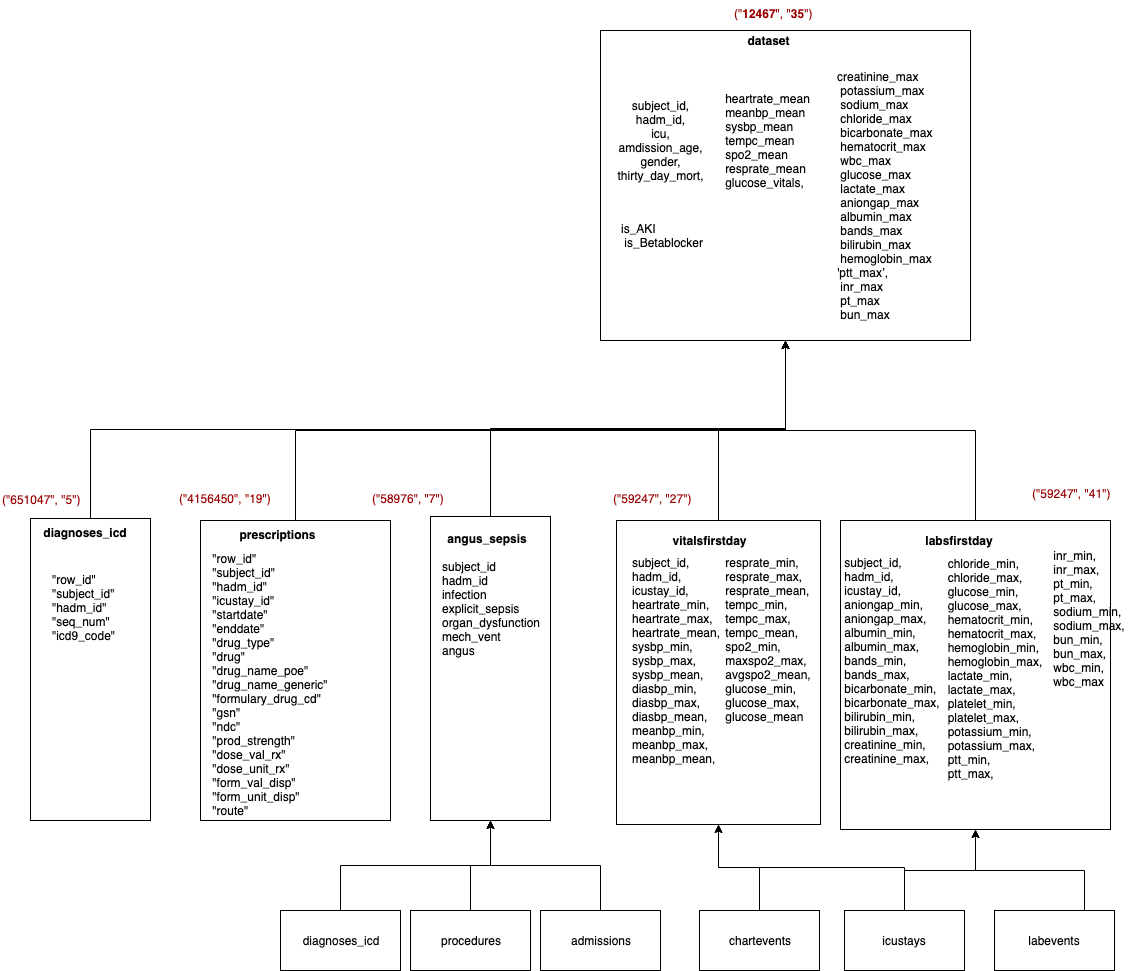 ("12467", "35")
dataset
subject_id,
hadm_id,
icu,
amdission_age,
gender,
thirty_day_mort,
is_AKI
is_Betablocker
heartrate_mean
meanbp_mean
sysbp_mean
tempc_mean
spo2_mean
resprate_mean
glucose_vitals,
creatinine_max
potassium_max
sodium_max
chloride_max
bicarbonate_max
hematocrit_max
wbc_max
glucose_max
lactate_max
aniongap_max
albumin_max
bands_max
bilirubin_max
hemoglobin_max
'ptt_max',
inr_max
pt_max
bun_max
("651047", "5")
diagnoses_icd
"row_id"
"subject_id"
"hadm_id"
"seq_num"
"icd9_code"
("4156450", "19")
prescriptions
"row_id"
"subject_id"
"hadm_id"
"icustay_id"
"startdate"
"enddate"
"drug_type"
"drug"
"drug_name_poe"
"drug_name_generic"
"formulary_drug_cd"
"gsn"
"ndc"
"prod_strength"
"dose_val_rx"
"dose_unit_rx"
"form_val_disp"
"form_unit_disp"
"route"
("58976", "7")
angus_sepsis
subject_id
hadm_id
infection
explicit_sepsis
organ_dysfunction
mech_vent
angus
("59247", "27")
vitalsfirstday
subject_id,
hadm_id,
icustay_id,
heartrate_min,
heartrate_max,
heartrate_mean,
sysbp_min,
sysbp_max,
sysbp_mean,
diasbp_min,
diasbp_max,
diasbp_mean,
meanbp_min,
meanbp_max,
meanbp_mean,
resprate_min,
resprate_max,
resprate_mean,
tempc_min,
tempc_max,
tempc_mean,
spo2_min,
maxspo2_max,
avgspo2_mean,
glucose_min,
glucose_max,
glucose_mean
("59247", "41")
labsfirstday
subject_id,
hadm_id,
icustay_id,
aniongap_min,
aniongap_max,
albumin_min,
albumin_max,
bands_min,
bands_max,
bicarbonate_min,
bicarbonate_max,
bilirubin_min,
bilirubin_max,
creatinine_min,
creatinine_max,
chloride_min,
chloride_max,
glucose_min,
glucose_max,
hematocrit_min,
hematocrit_max,
hemoglobin_min,
hemoglobin_max,
lactate_min,
lactate_max,
platelet_min,
platelet_max,
potassium_min,
potassium_max,
ptt_min,
ptt_max,
inr_min,
inr_max,
pt_min,
pt_max,
sodium_min,
sodium_max,
bun_min,
bun_max,
wbc_min,
wbc_max
diagnoses_icd
procedures
admissions
chartevents
icustays
labevents